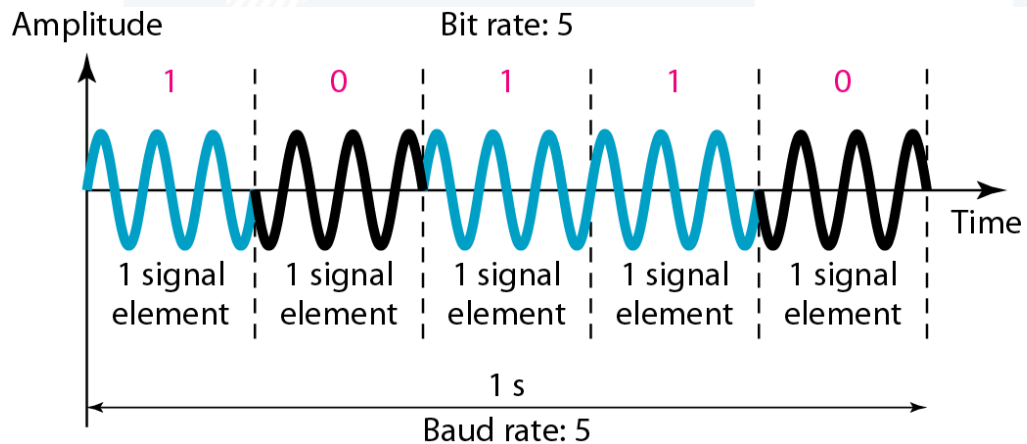 Amplitude
Bit rate: 5
1 0 1 1 0
Time
1 signal 1 signal 1 signal 1 signal 1 signal
element element element element element
1 s
Baud rate: 5